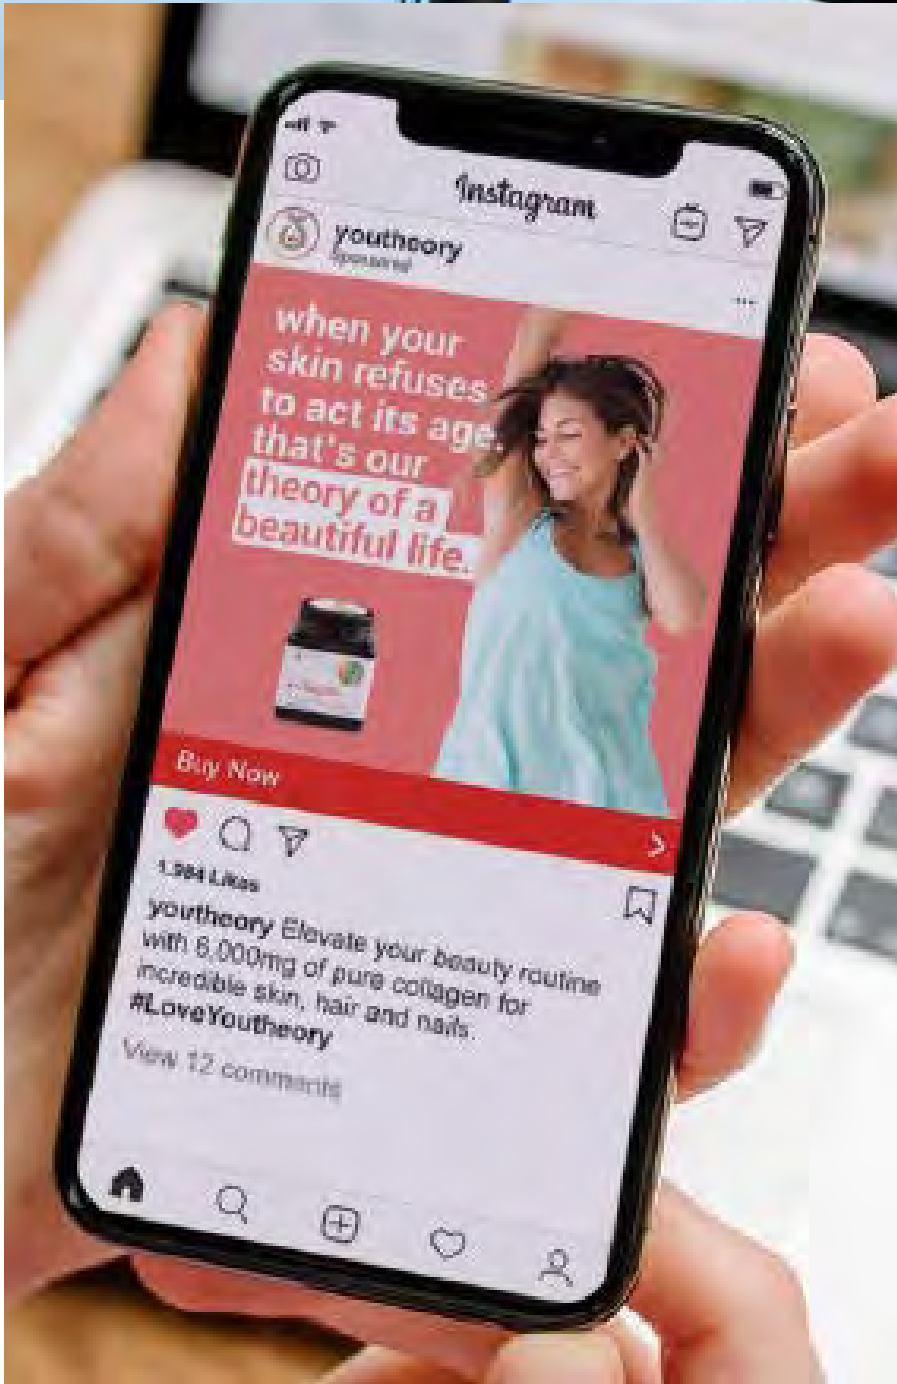 Instagram
youtheory
Sponsored
when your
skin refuses
to act its age,
that's our
theory of a
beautiful life.
Buy Now
1,984 Likes
youtheory Elevate your beauty routine
with 6,000mg of pure collagen for
incredible skin, hair and nails.
#LoveYoutheory
View 12 comments